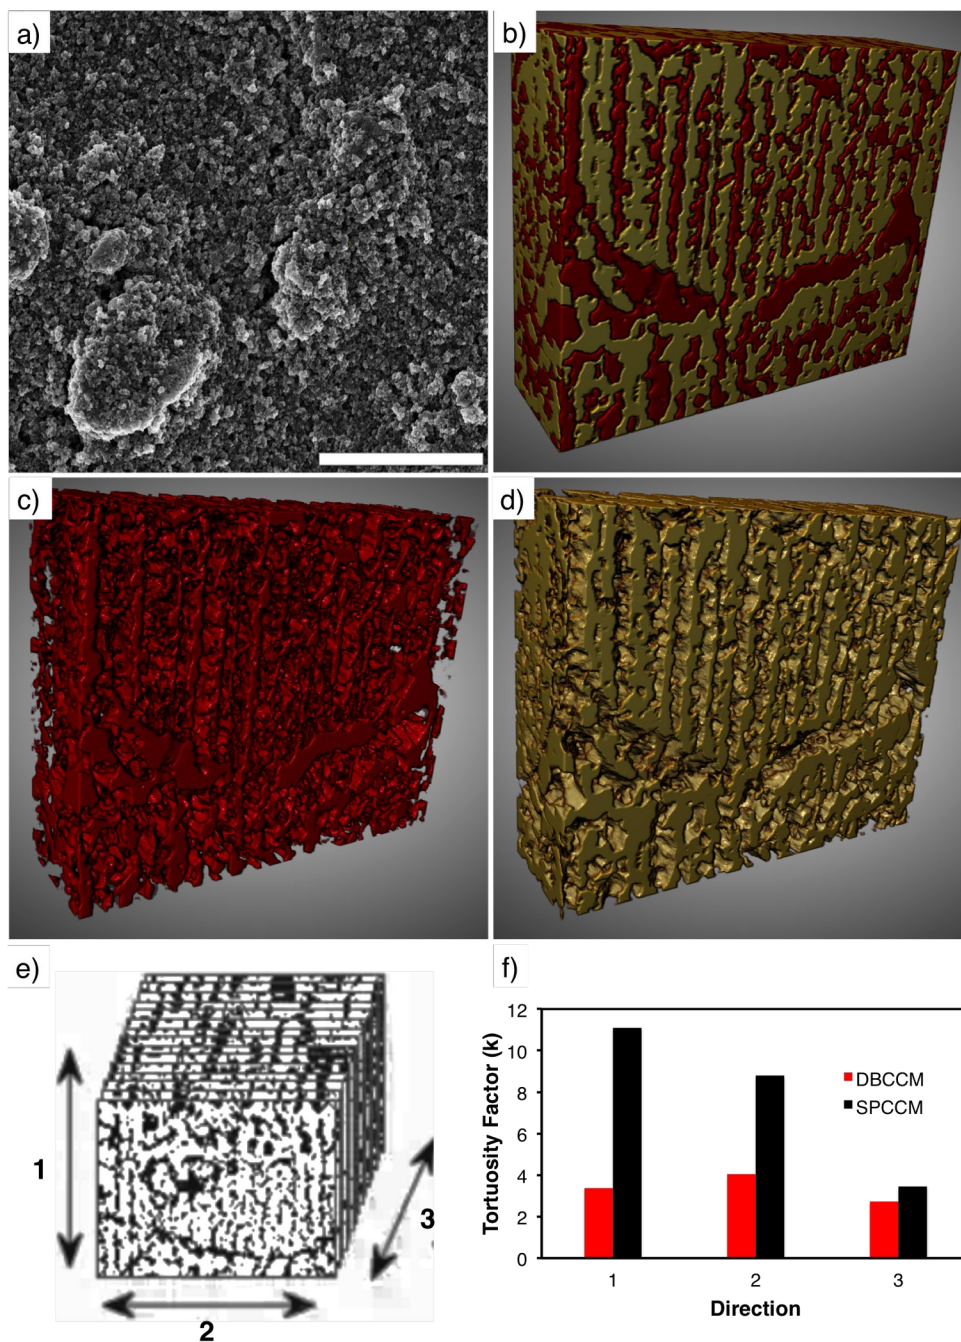 a)
b)
c)
d)
e)
1
2
3
f)
Tortuosity Factor (k)
12
10
8
6
4
2
0
DBCCM
SPCCM
1
2
3
Direction